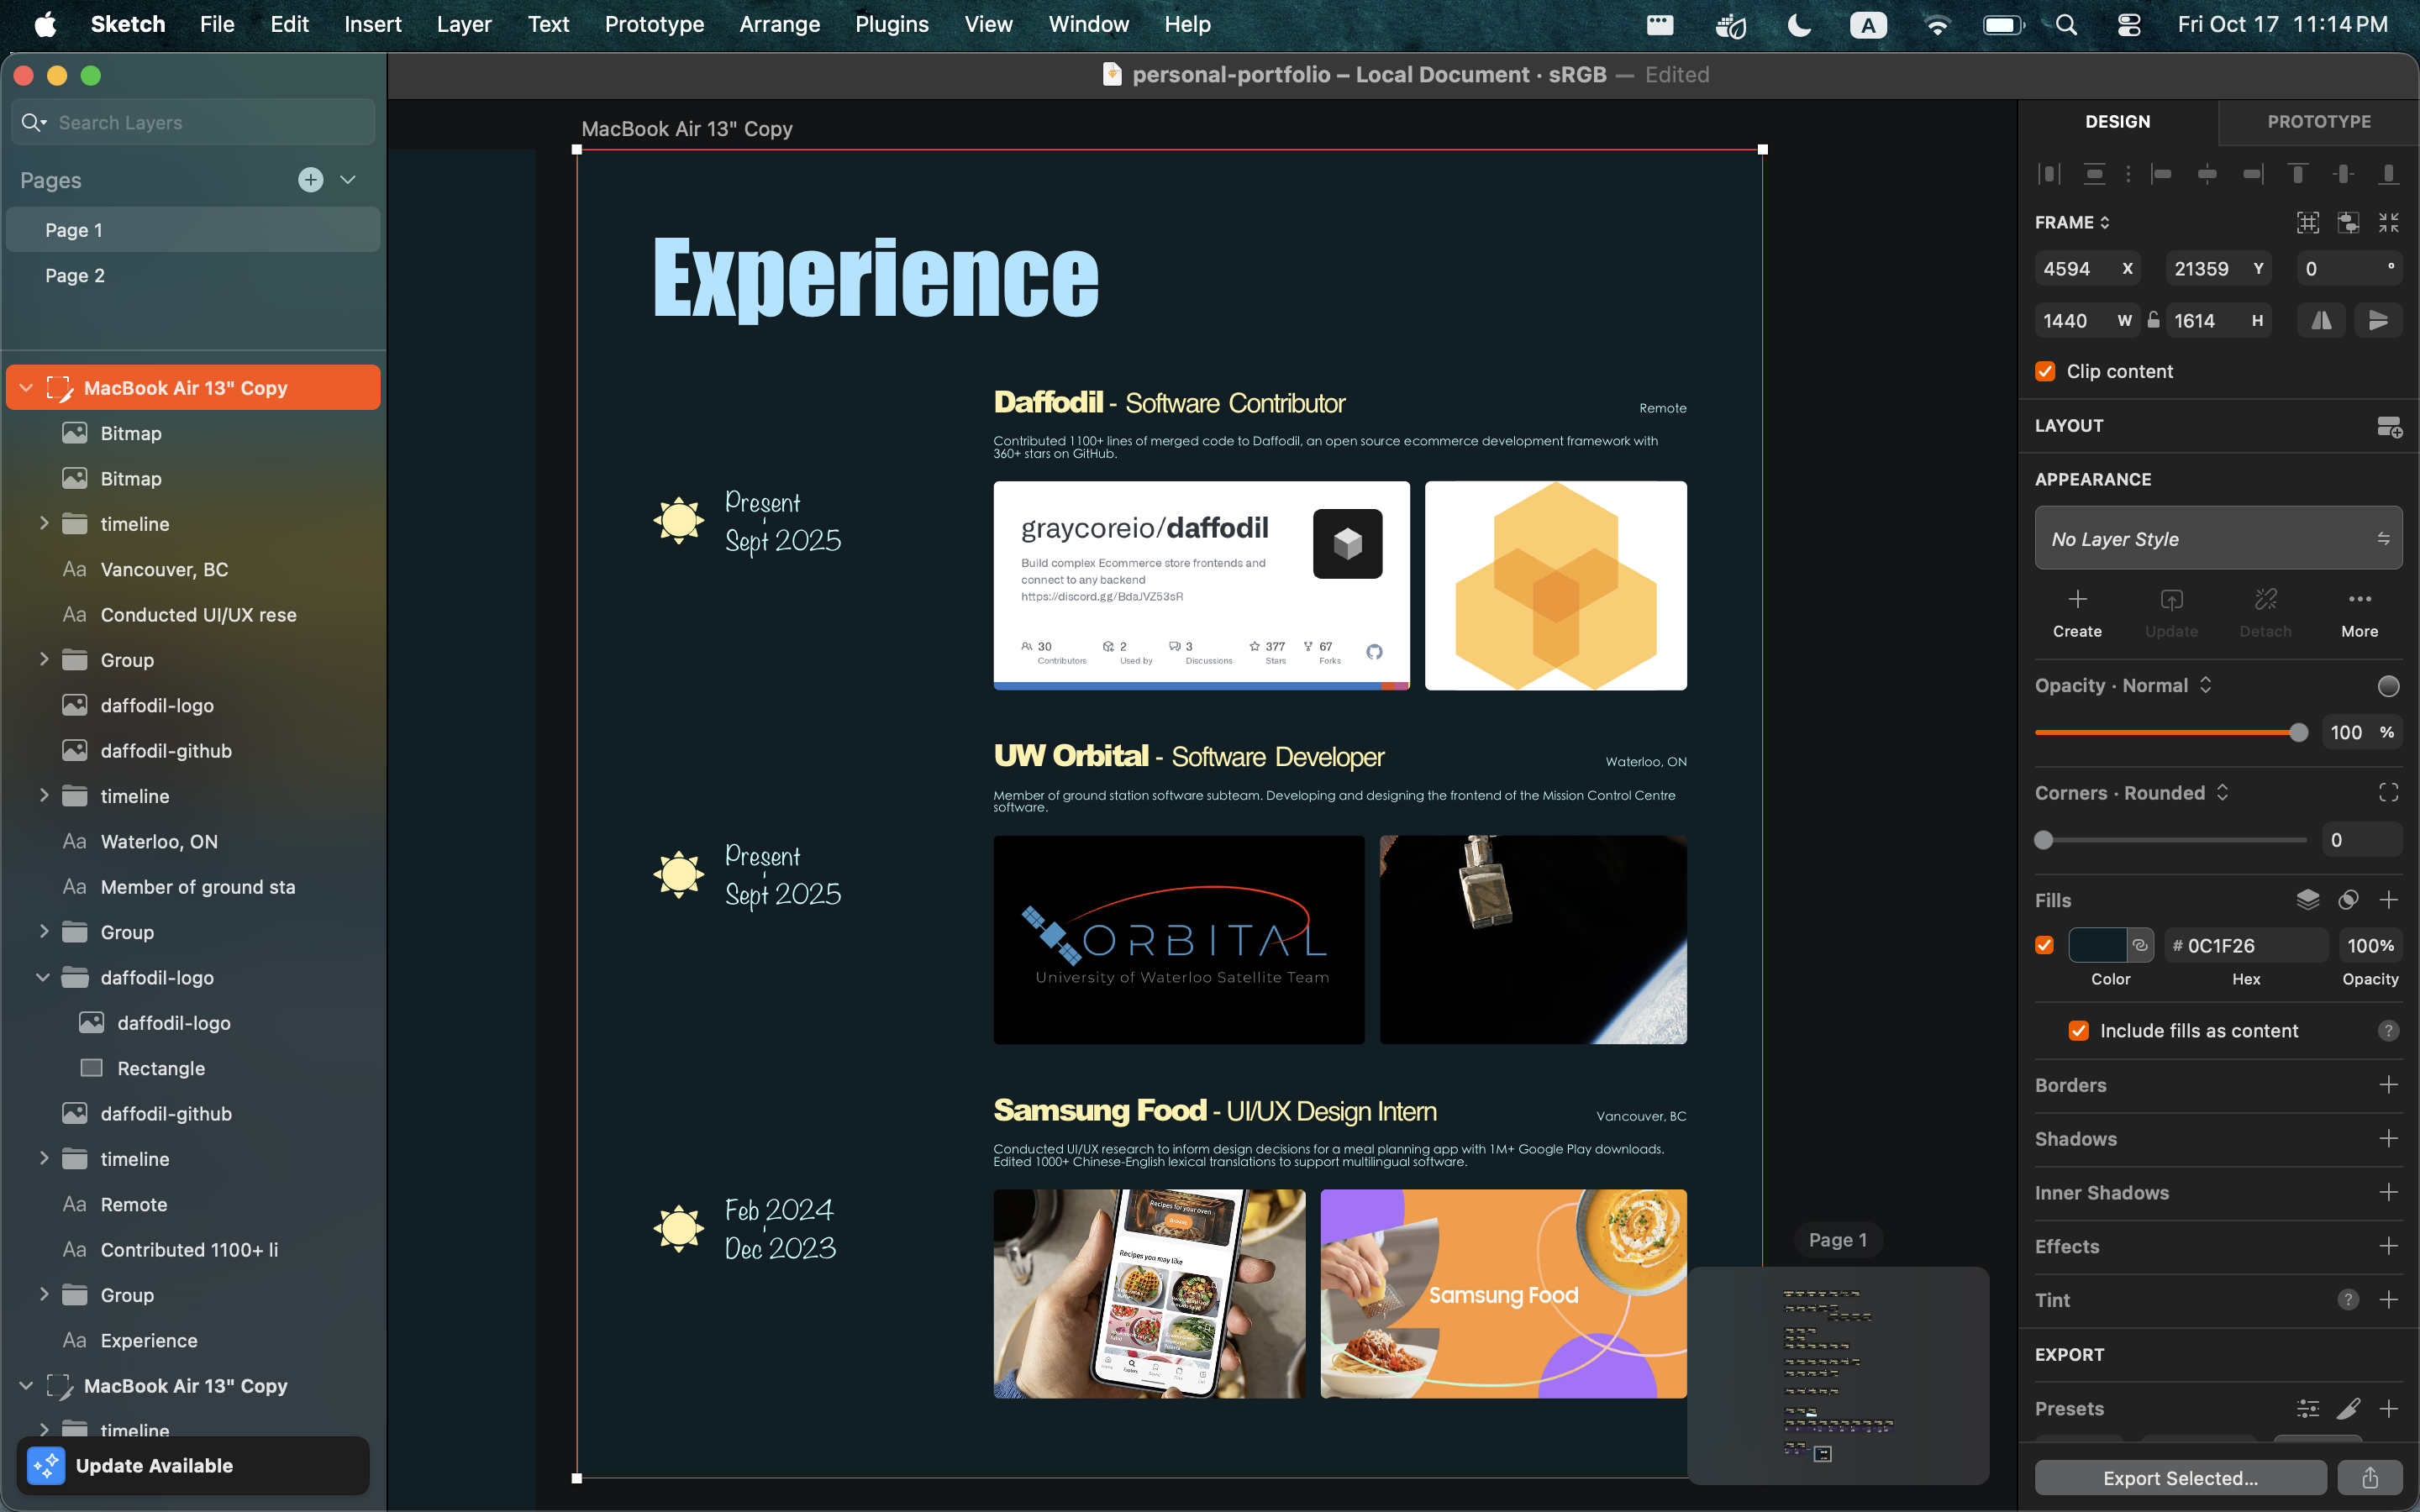 Sketch File Edit Insert Layer Text Prototype Arrange Plugins View Window Help
A
Fri Oct 17 11:14 PM
personal-portfolio – Local Document · sRGB — Edited
Search Layers
Pages
Page 1
Page 2
MacBook Air 13" Copy
Bitmap
Bitmap
timeline
Aa Vancouver, BC
Aa Conducted UI/UX rese
Group
daffodil-logo
daffodil-github
timeline
Aa Waterloo, ON
Aa Member of ground sta
Group
daffodil-logo
daffodil-logo
Rectangle
daffodil-github
timeline
Aa Remote
Aa Contributed 1100+ li
Group
Aa Experience
MacBook Air 13" Copy
timeline
Update Available
MacBook Air 13" Copy
Experience
Daffodil - Software Contributor
Remote
Contributed 1100+ lines of merged code to Daffodil, an open source ecommerce development framework with
360+ stars on GitHub.
Present
-
Sept 2025
graycoreio/daffodil
Build complex Ecommerce store frontends and
connect to any backend
https://discord.gg/BdaJVZ53sR
30 Contributors
2 Used by
3 Discussions
377 Stars
67 Forks
UW Orbital - Software Developer
Waterloo, ON
Member of ground station software subteam. Developing and designing the frontend of the Mission Control Centre
software.
Present
-
Sept 2025
ORBITAL
University of Waterloo Satellite Team
Samsung Food - UI/UX Design Intern
Vancouver, BC
Conducted UI/UX research to inform design decisions for a meal planning app with 1M+ Google Play downloads.
Edited 1000+ Chinese-English lexical translations to support multilingual software.
Feb 2024
-
Dec 2023
Recipes for your oven
Recipes you may like
Samsung Food
Page 1
DESIGN
PROTOTYPE
FRAME
4594 X
21359 Y
0 °
1440 W
1614 H
Clip content
LAYOUT
APPEARANCE
No Layer Style
Create
Update
Detach
More
Opacity · Normal
100 %
Corners · Rounded
0
Fills
# 0C1F26
100%
Color
Hex
Opacity
Include fills as content
?
Borders
Shadows
Inner Shadows
Effects
Tint
?
EXPORT
Presets
Export Selected...